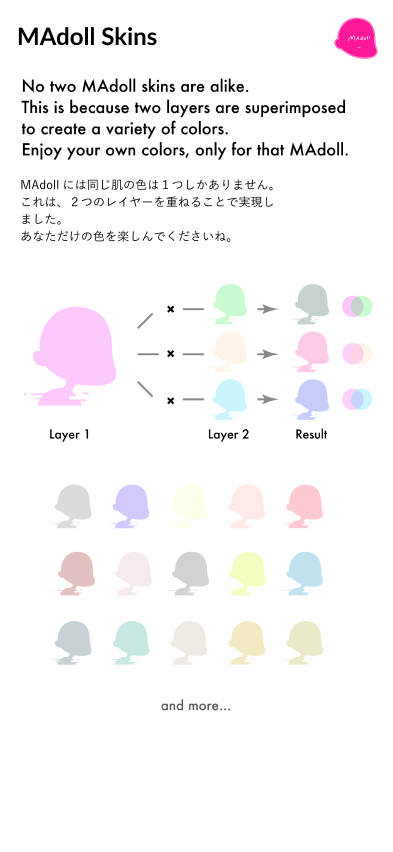 MAdoll Skins
MAdoll
No two MAdoll skins are alike.
This is because two layers are superimposed
to create a variety of colors.
Enjoy your own colors, only for that MAdoll.
MAdoll には同じ肌の色は１つしかありません。
これは、２つのレイヤーを重ねることで実現し
ました。
あなただけの色を楽しんでくださいね。
Layer 1
Layer 2
Result
and more...